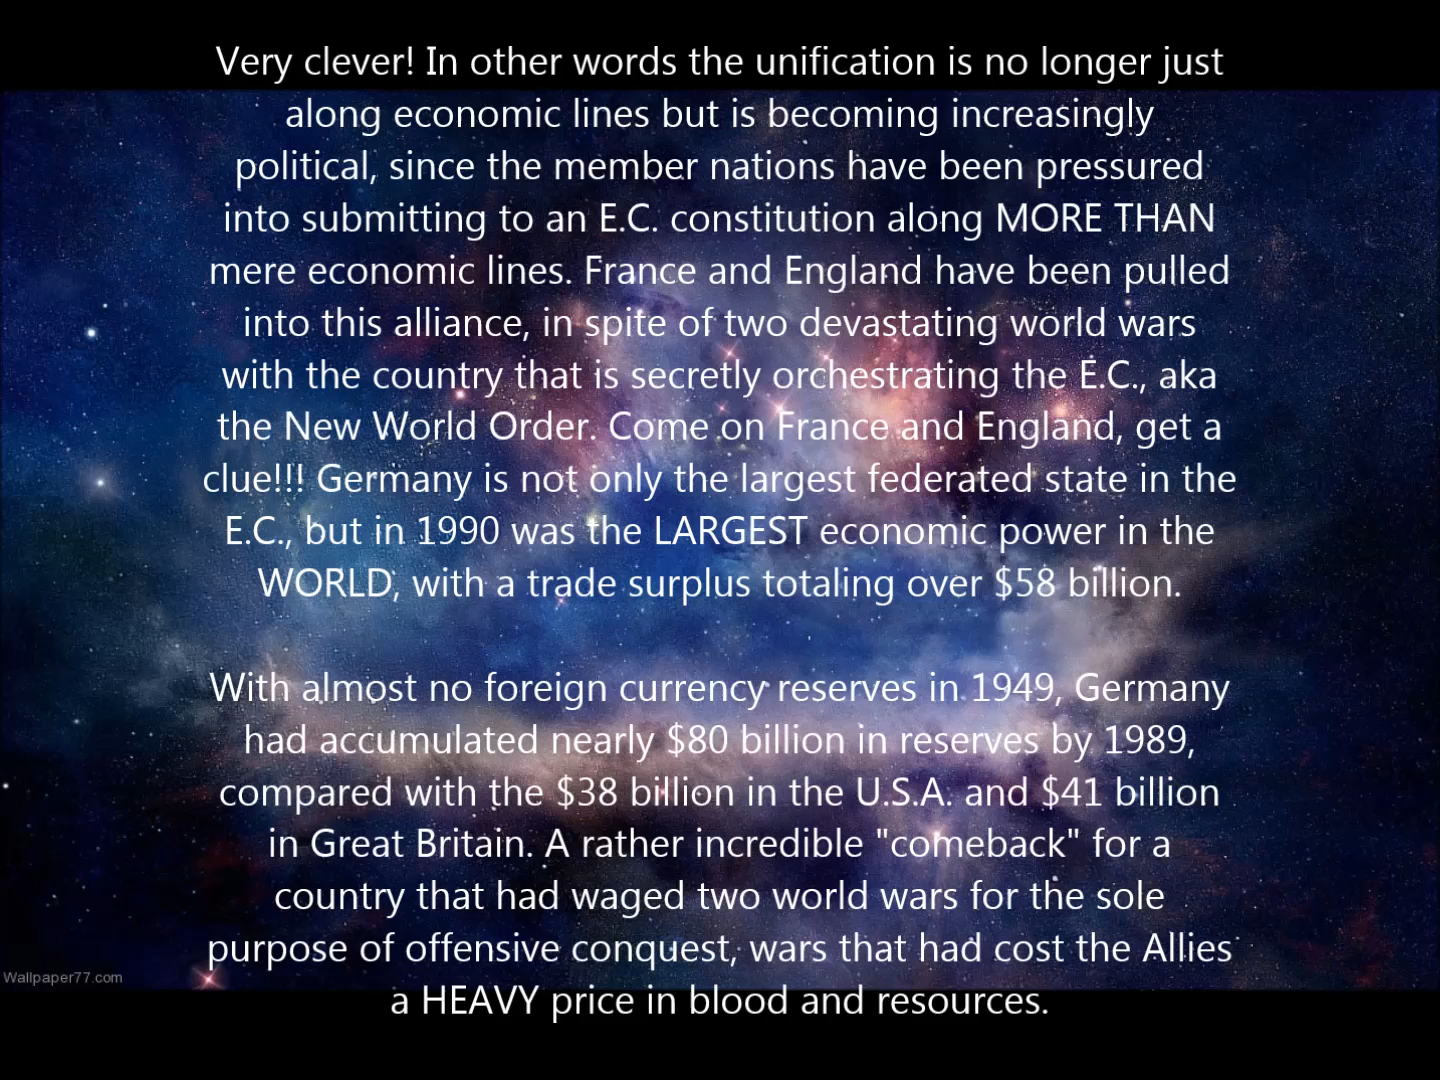 Very clever! In other words the unification is no longer just
along economic lines but is becoming increasingly
political, since the member nations have been pressured
into submitting to an E.C. constitution along MORE THAN
mere economic lines. France and England have been pulled
into this alliance, in spite of two devastating world wars
with the country that is secretly orchestrating the E.C., aka
the New World Order. Come on France and England, get a
clue!!! Germany is not only the largest federated state in the
E.C., but in 1990 was the LARGEST economic power in the
WORLD, with a trade surplus totaling over $58 billion.
With almost no foreign currency reserves in 1949, Germany
had accumulated nearly $80 billion in reserves by 1989,
compared with the $38 billion in the U.S.A. and $41 billion
in Great Britain. A rather incredible "comeback" for a
country that had waged two world wars for the sole
purpose of offensive conquest, wars that had cost the Allies
a HEAVY price in blood and resources.
Wallpaper77.com